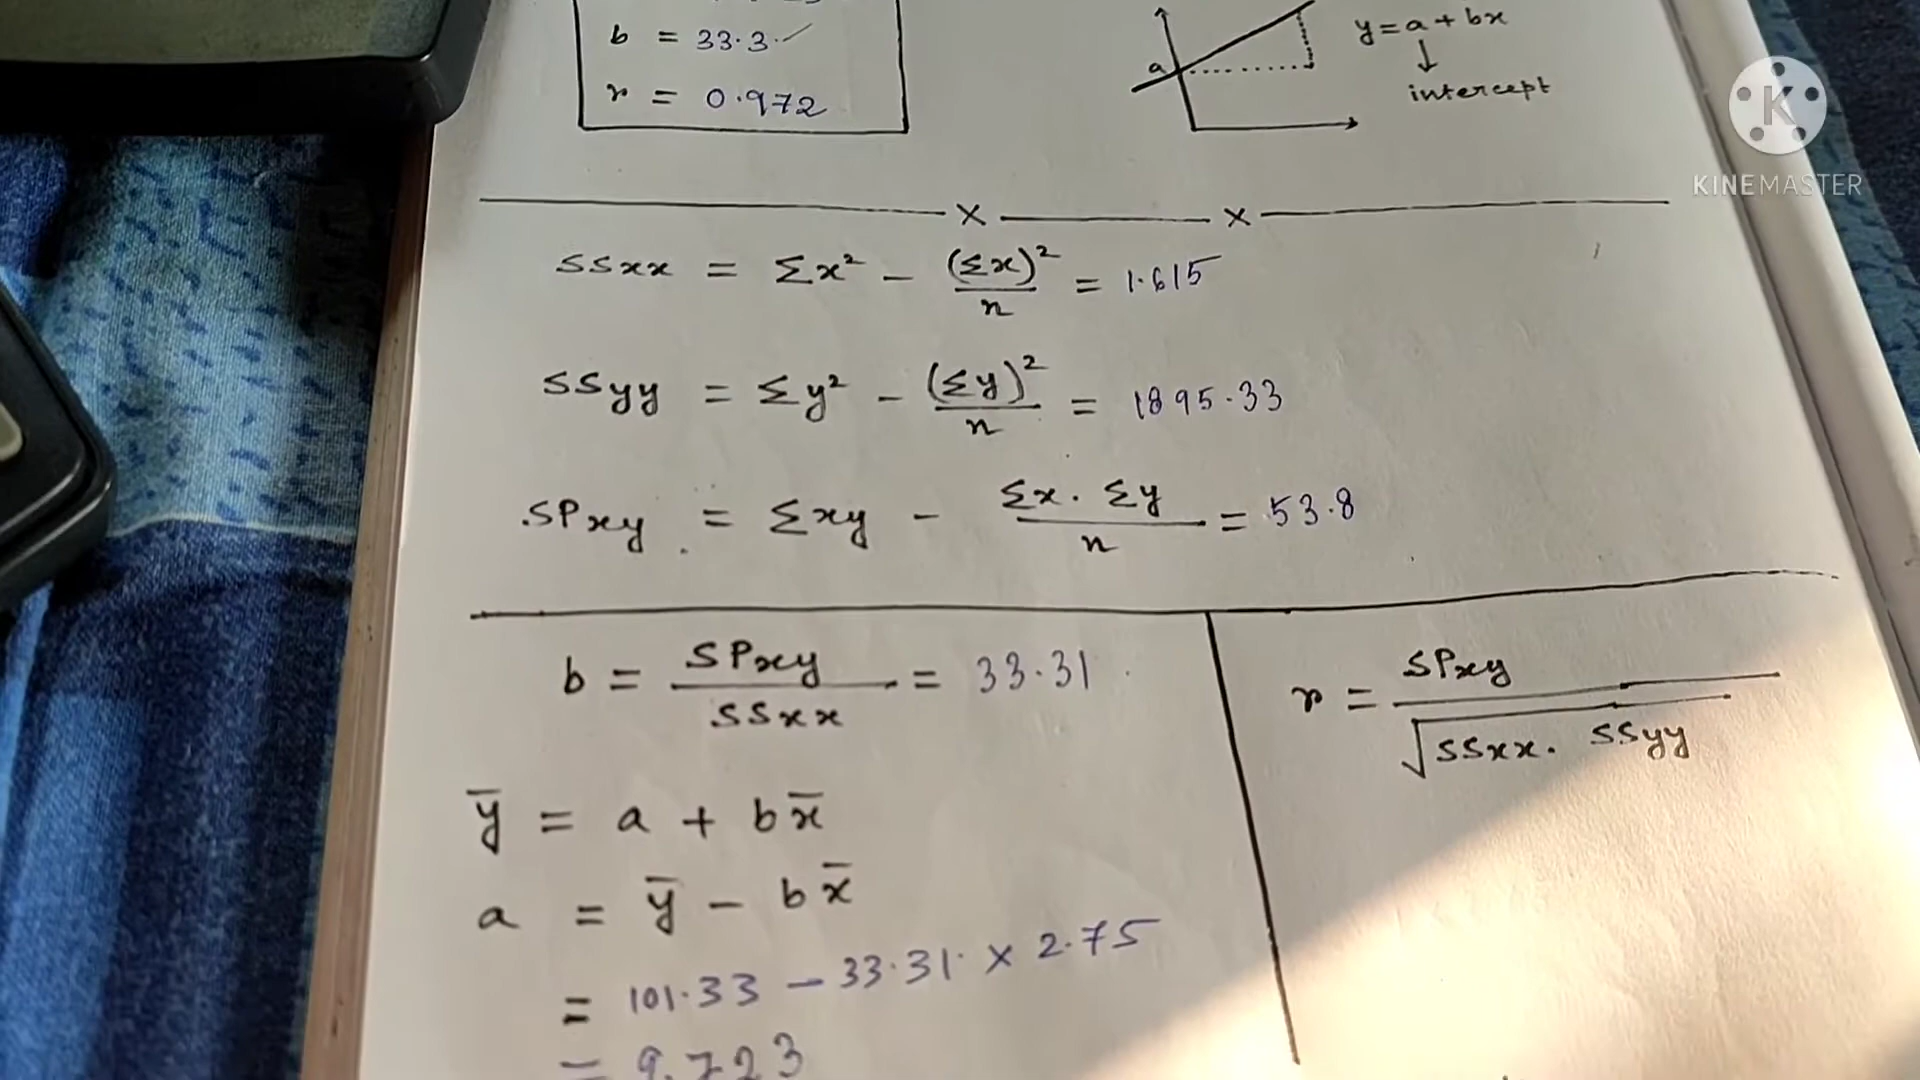 b = 33.3
r = 0.972
y = a + bx
a
intercept
K
KINEMASTER
SSxx = Σx² - (Σx)²/n = 1.615
SSyy = Σy² - (Σy)²/n = 1895.33
SPxy = Σxy - Σx . Σy/n = 53.8
b = SPxy/SSxx = 33.31
ȳ = a + bx̄
a = ȳ - bx̄
= 101.33 - 33.31 × 2.75
= 9.723
r = SPxy/√SSxx . SSyy